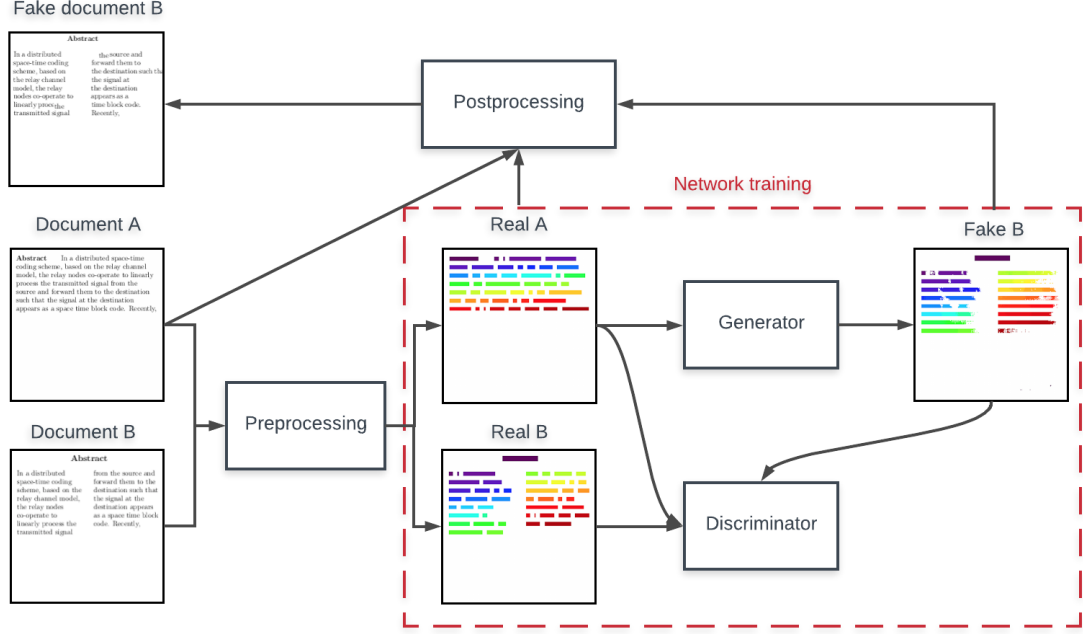 Fake document B
Abstract
In a distributed
space-time coding
scheme, based on
the relay channel
model, the relay
nodes co-operate to
linearly proc the
transmitted signal
the source and
forward them to
the destination such tha
the signal at
the destination
appears as a
time block code.
Recently,
Postprocessing
Network training
Document A
Abstract In a distributed space-time
coding scheme, based on the relay channel
model, the relay nodes co-operate to linearly
process the transmitted signal from the
source and forward them to the destination
such that the signal at the destination
appears as a space time block code. Recently,
Real A
Fake B
Generator
Preprocessing
Document B
Abstract
In a distributed
space-time coding
scheme, based on the
relay channel model,
the relay nodes
co-operate to
linearly process the
transmitted signal
from the source and
forward them to the
destination such that
the signal at the
destination appears
as a space time block
code. Recently,
Real B
Discriminator